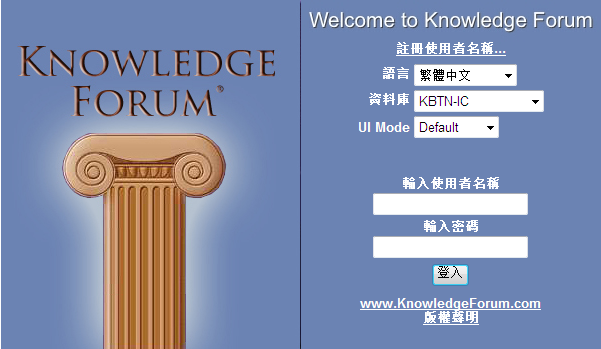 KNOWLEDGE
FORUM®
Welcome to Knowledge Forum
註冊使用者名稱...
語言 繁體中文
資料庫 KBTN-IC
UI Mode Default
輸入使用者名稱
輸入密碼
登入
www.KnowledgeForum.com
版權聲明